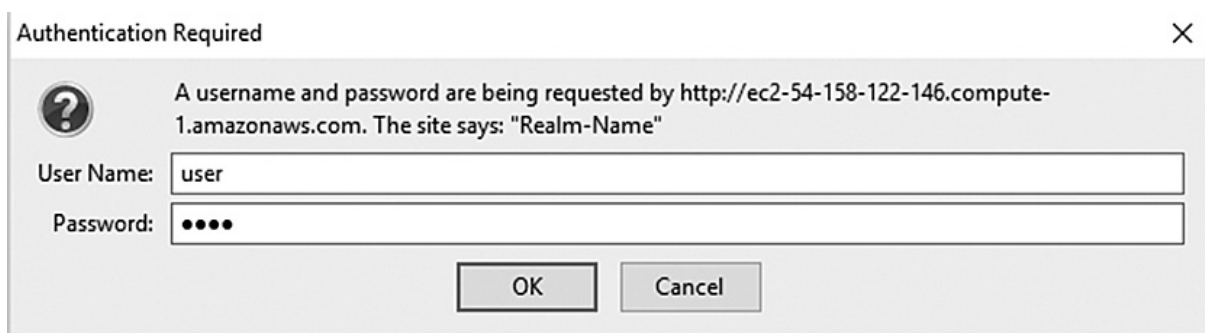 Authentication Required
A username and password are being requested by http://ec2-54-158-122-146.compute-
1.amazonaws.com. The site says: "Realm-Name"
User Name: user
Password: ••••
OK Cancel